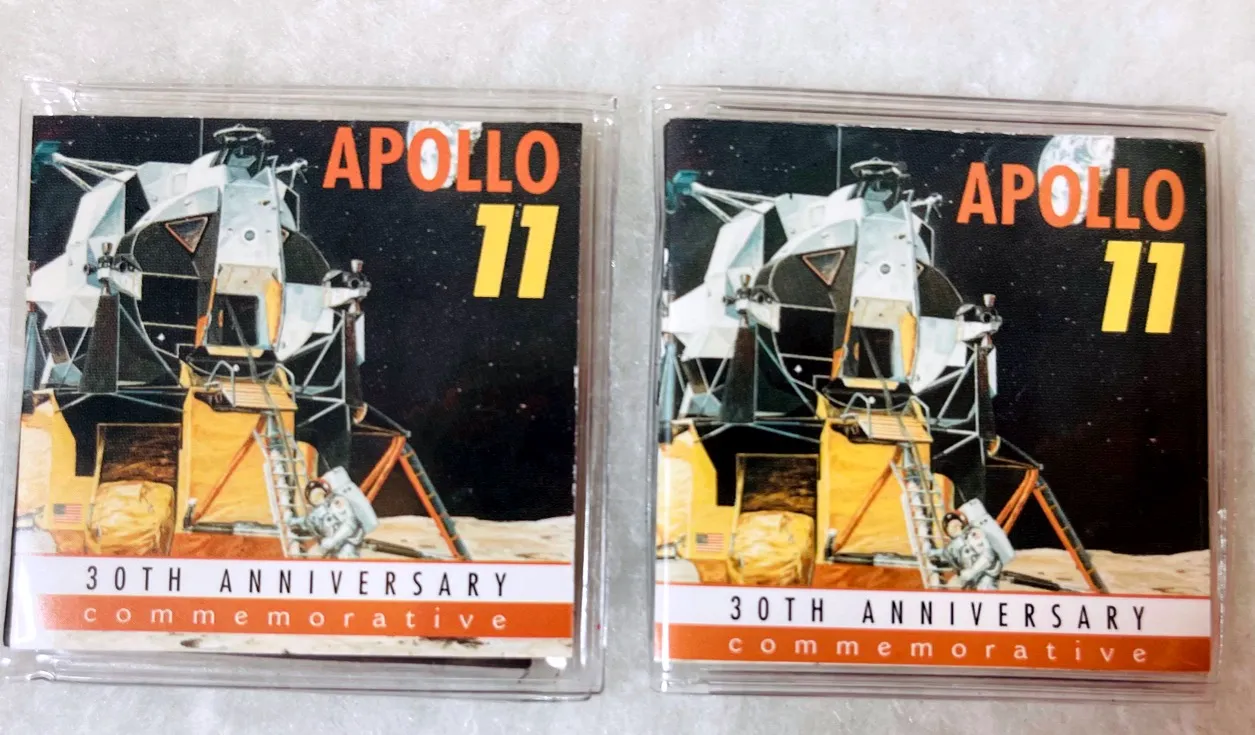 APOLLO
11
30TH ANNIVERSARY
commemorative
APOLLO
11
30TH ANNIVERSARY
commemorative